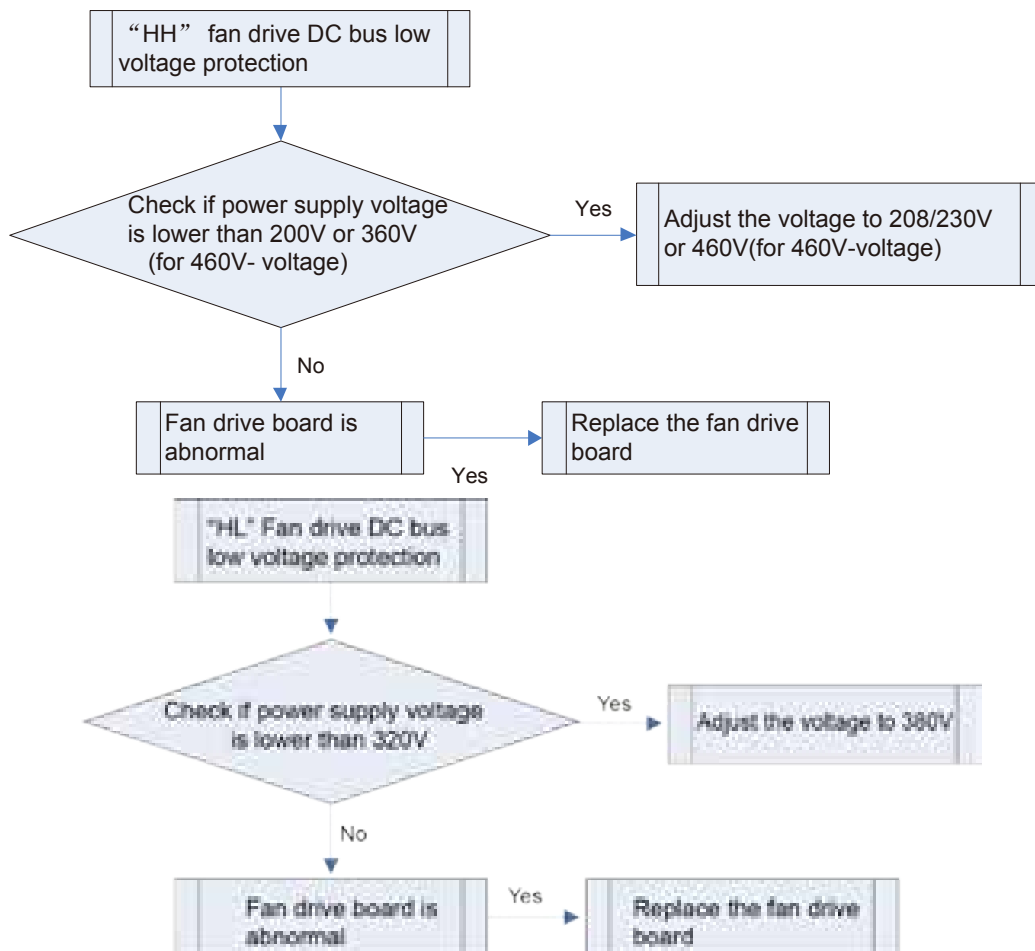 “HH” fan drive DC bus low
voltage protection
Check if power supply voltage
is lower than 200V or 360V
(for 460V- voltage)
Yes
Adjust the voltage to 208/230V
or 460V(for 460V-voltage)
No
Fan drive board is
abnormal
Yes
Replace the fan drive
board
"HL" Fan drive DC bus
low voltage protection
Check if power supply voltage
is lower than 320V
Yes
Adjust the voltage to 380V
No
Fan drive board is
abnormal
Yes
Replace the fan drive
board